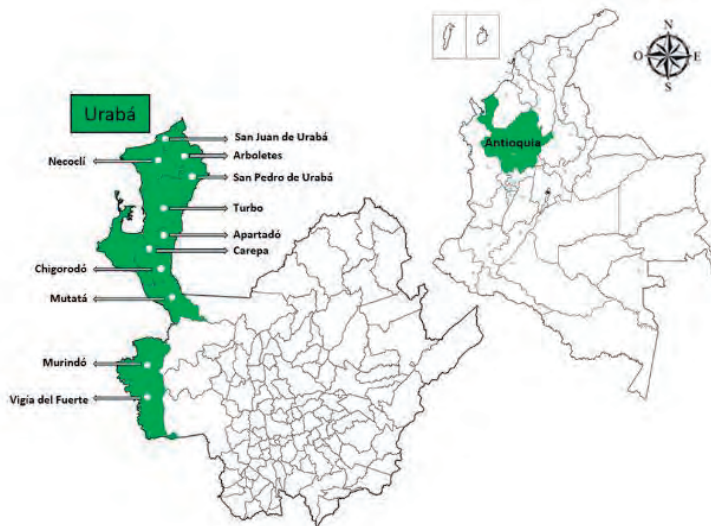 Urabá
San Juan de Urabá
Necoclí
Arboletes
San Pedro de Urabá
Turbo
Apartadó
Carepa
Chigorodó
Mutatá
Murindó
Vigía del Fuerte
Antioquia
N
O
E
S